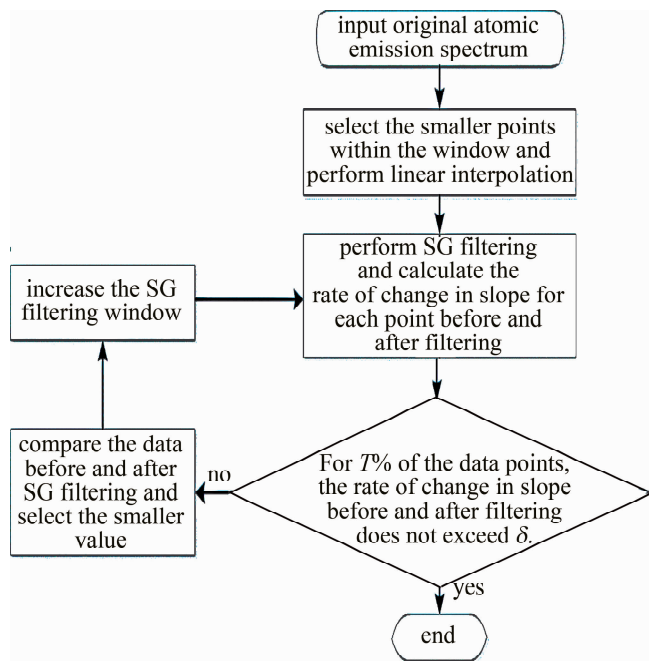 input original atomic
emission spectrum
select the smaller points
within the window and
perform linear interpolation
perform SG filtering
and calculate the
rate of change in slope for
each point before and
after filtering
increase the SG
filtering window
For T% of the data points,
the rate of change in slope
before and after filtering
does not exceed δ.
no
compare the data
before and after
SG filtering and
select the smaller
value
yes
end